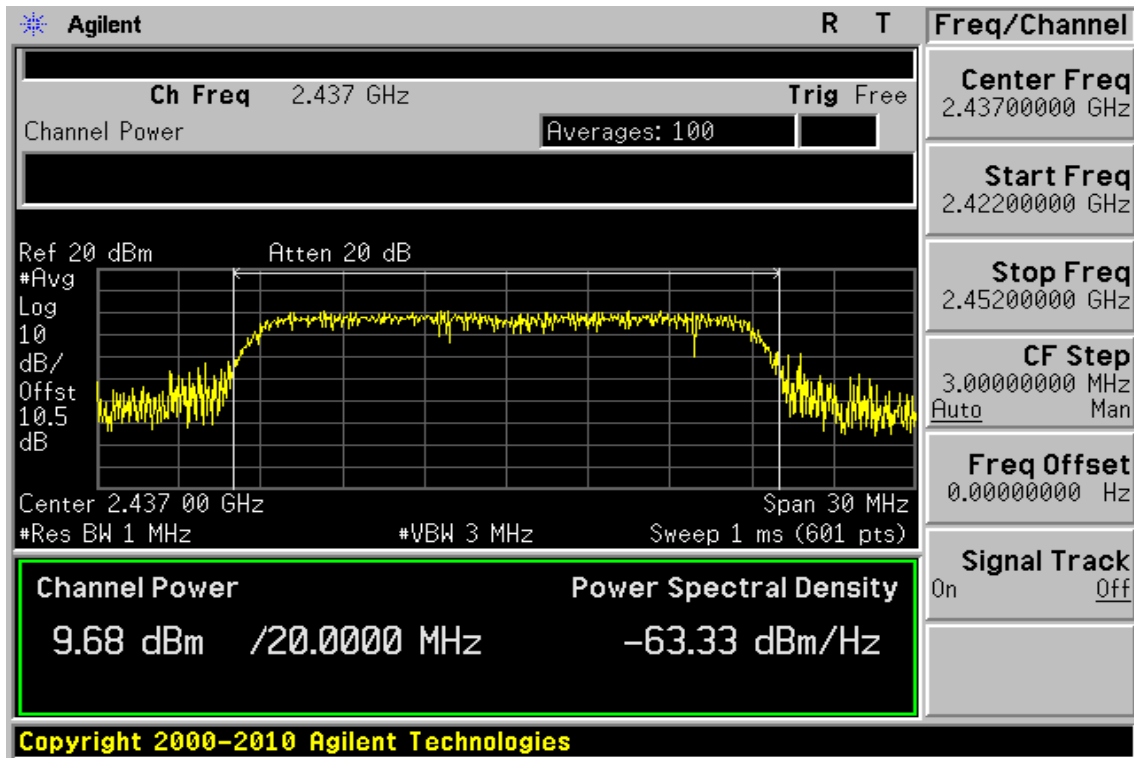 Agilent R T Freq/Channel
Ch Freq 2.437 GHz Trig Free
Channel Power Averages: 100
Center Freq
2.43700000 GHz
Start Freq
2.42200000 GHz
Stop Freq
2.45200000 GHz
CF Step
3.00000000 MHz
Auto Man
Freq Offset
0.00000000 Hz
Signal Track
On Off
Ref 20 dBm Atten 20 dB
#Avg
Log
10
dB/
Offst
10.5
dB
Center 2.437 00 GHz Span 30 MHz
#Res BW 1 MHz #VBW 3 MHz Sweep 1 ms (601 pts)
Channel Power Power Spectral Density
9.68 dBm /20.0000 MHz -63.33 dBm/Hz
Copyright 2000-2010 Agilent Technologies